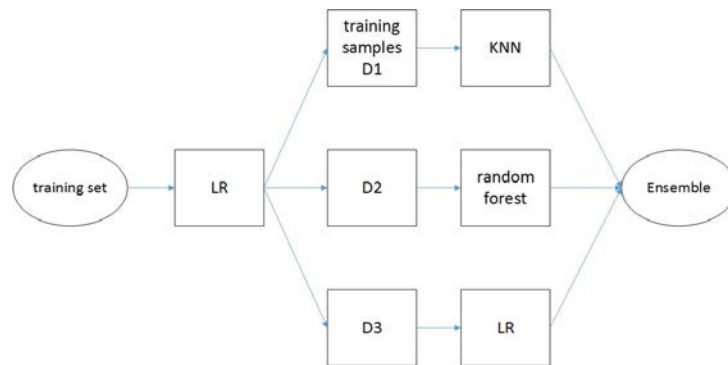 training
samples
D1
KNN
training set
LR
D2
random
forest
Ensemble
D3
LR